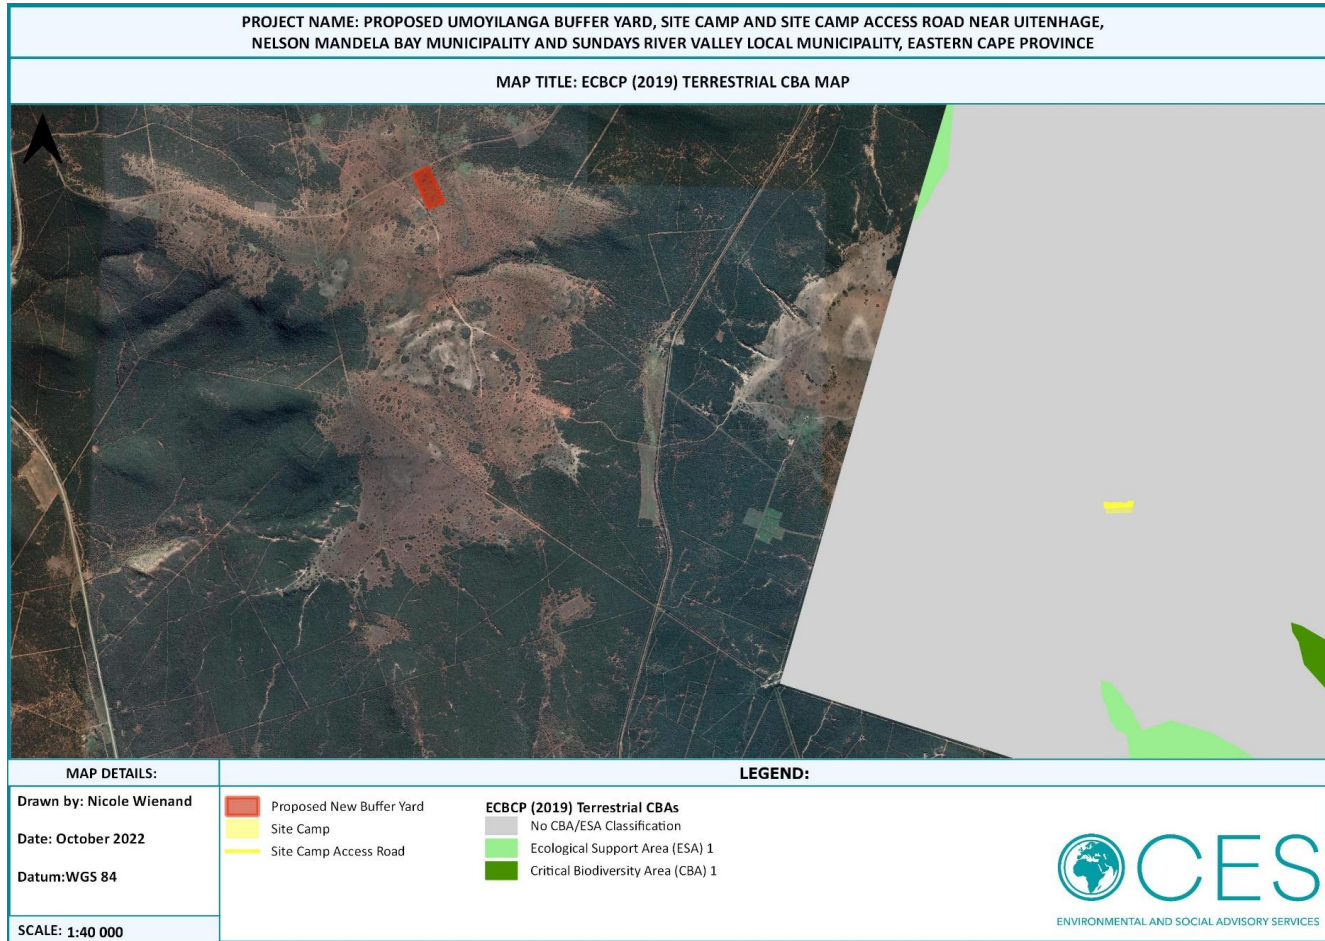 PROJECT NAME: PROPOSED UMOYILANGA BUFFER YARD, SITE CAMP AND SITE CAMP ACCESS ROAD NEAR UITENHAGE,
NELSON MANDELA BAY MUNICIPALITY AND SUNDAYS RIVER VALLEY LOCAL MUNICIPALITY, EASTERN CAPE PROVINCE
MAP TITLE: ECBCP (2019) TERRESTRIAL CBA MAP
MAP DETAILS:
Drawn by: Nicole Wienand
Date: October 2022
Datum:WGS 84
SCALE: 1:40 000
LEGEND:
Proposed New Buffer Yard
Site Camp
Site Camp Access Road
ECBCP (2019) Terrestrial CBAs
No CBA/ESA Classification
Ecological Support Area (ESA) 1
Critical Biodiversity Area (CBA) 1
CES
ENVIRONMENTAL AND SOCIAL ADVISORY SERVICES